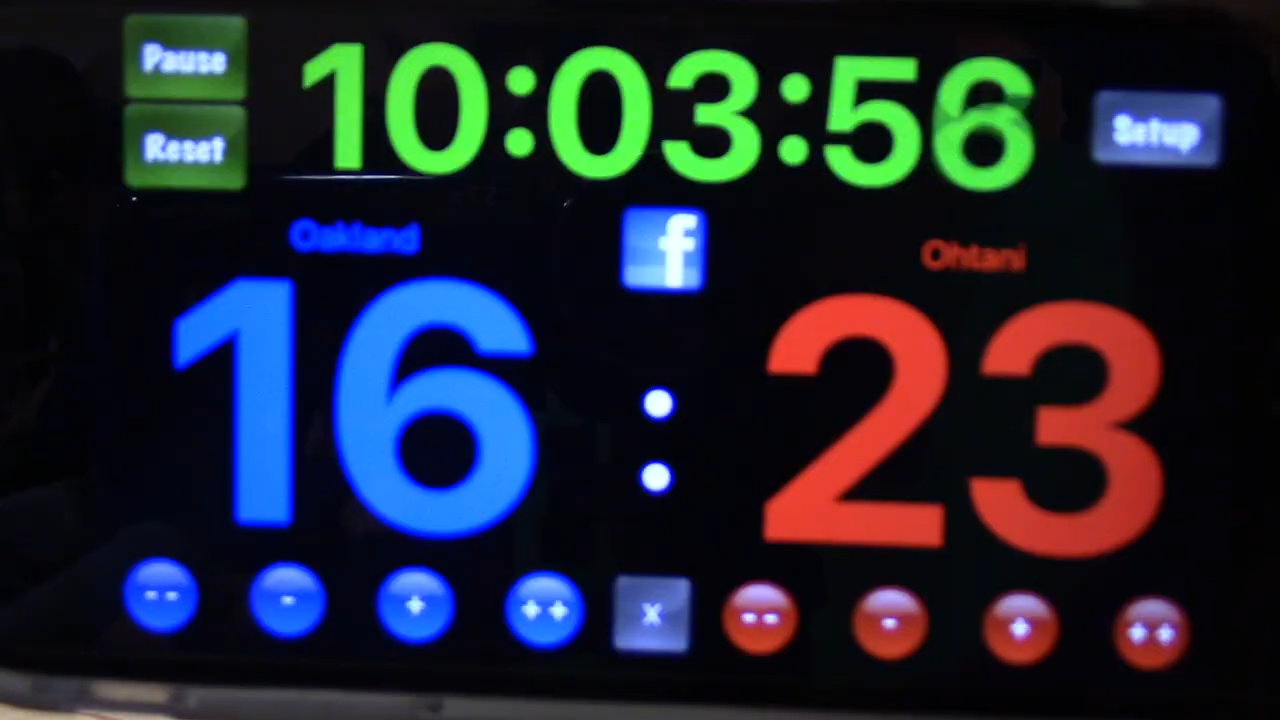 Pause
10:03:56
Reset
Setup
Oakland
f
Ohtani
16 : 23
-- - + ++ x -- - + ++